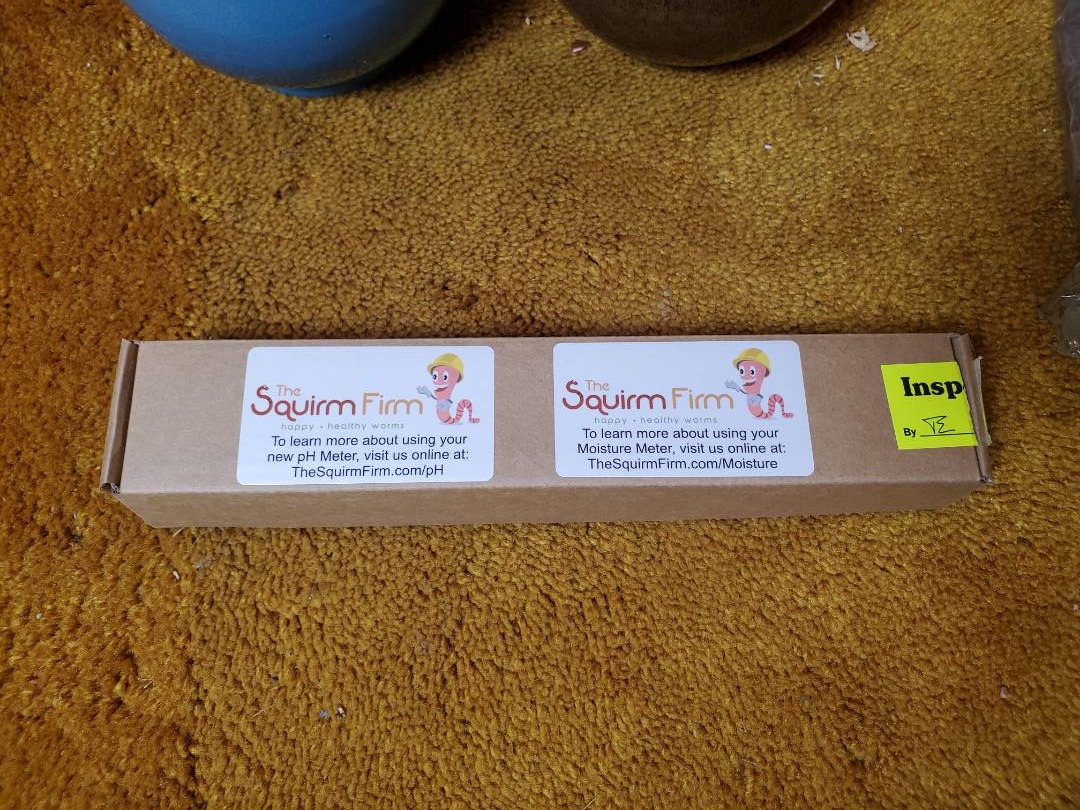 The
Squirm Firm
happy • healthy worms
To learn more about using your
new pH Meter, visit us online at:
TheSquirmFirm.com/pH
The
Squirm Firm
happy • healthy worms
To learn more about using your
Moisture Meter, visit us online at:
TheSquirmFirm.com/Moisture
Insp
By